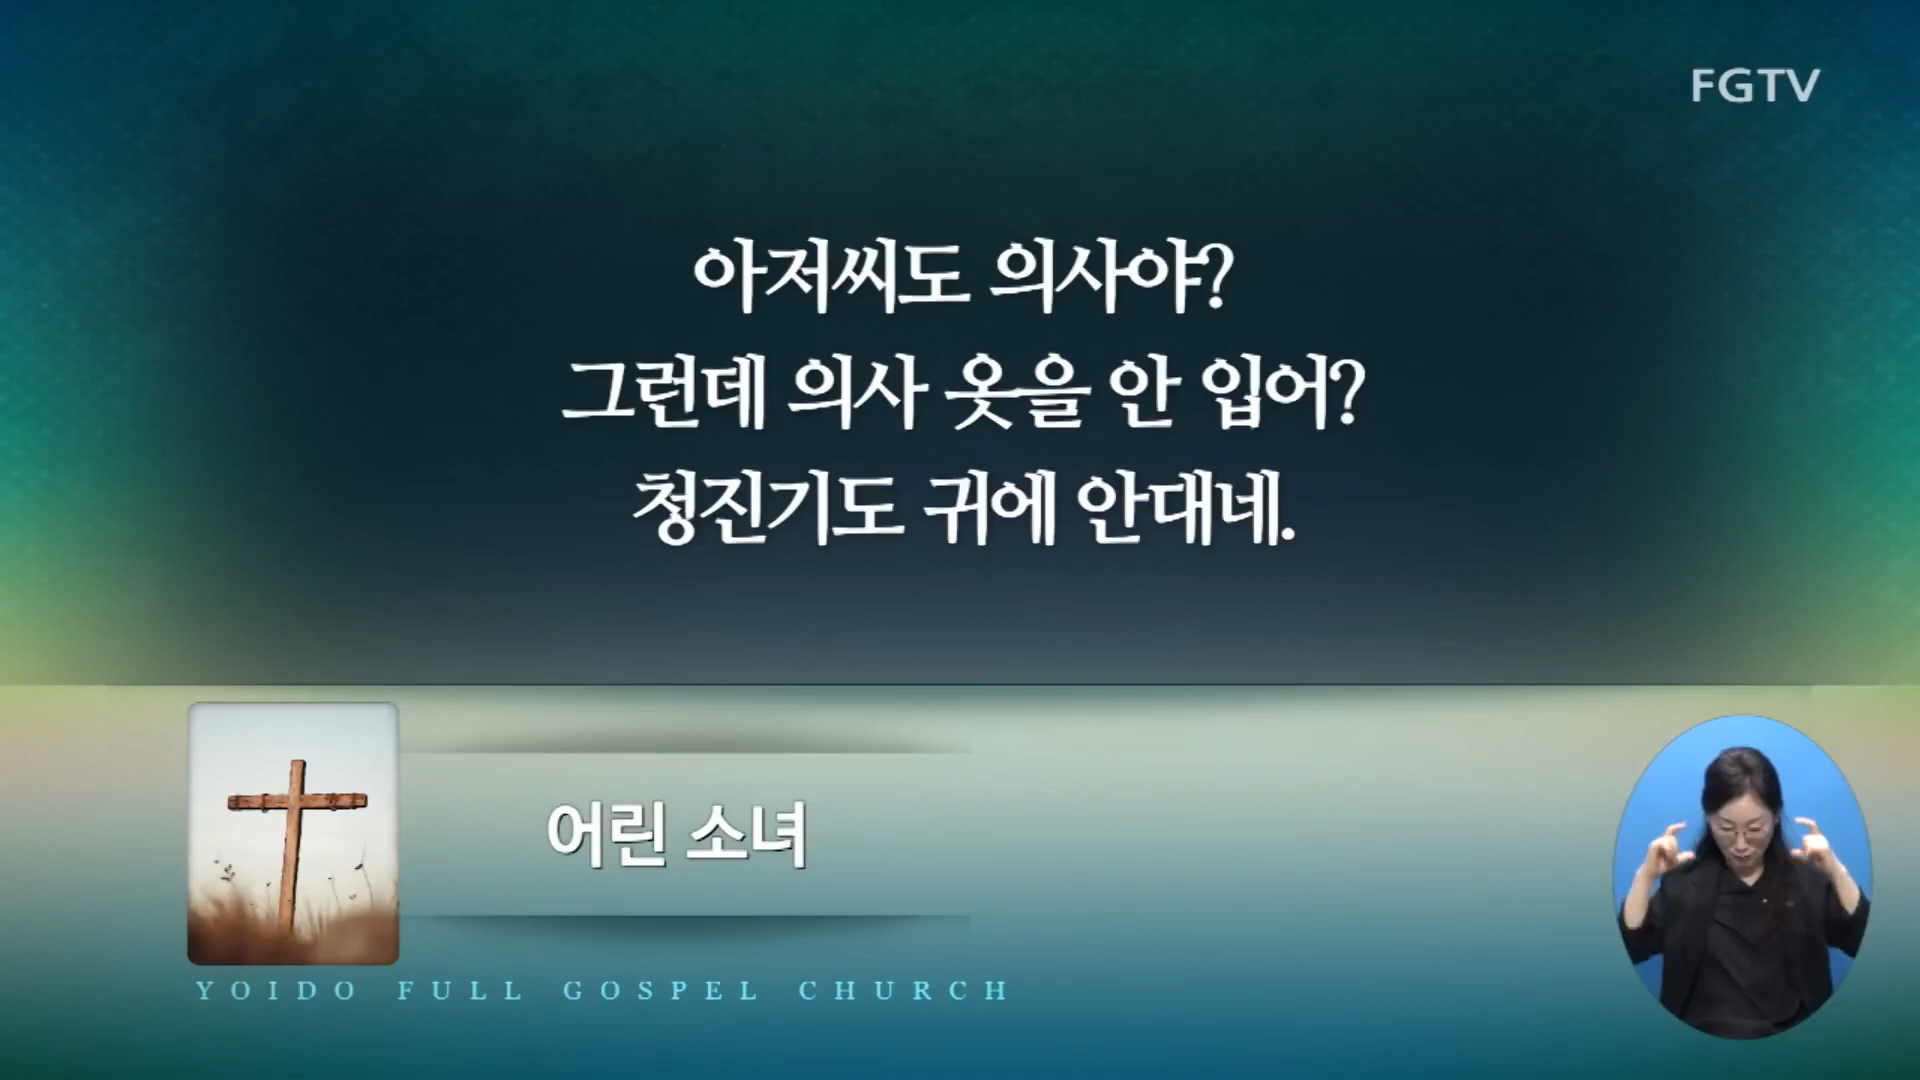 FGTV
아저씨도 의사야?
그런데 의사 옷을 안 입어?
청진기도 귀에 안대네.
어린 소녀
YOIDO FULL GOSPEL CHURCH